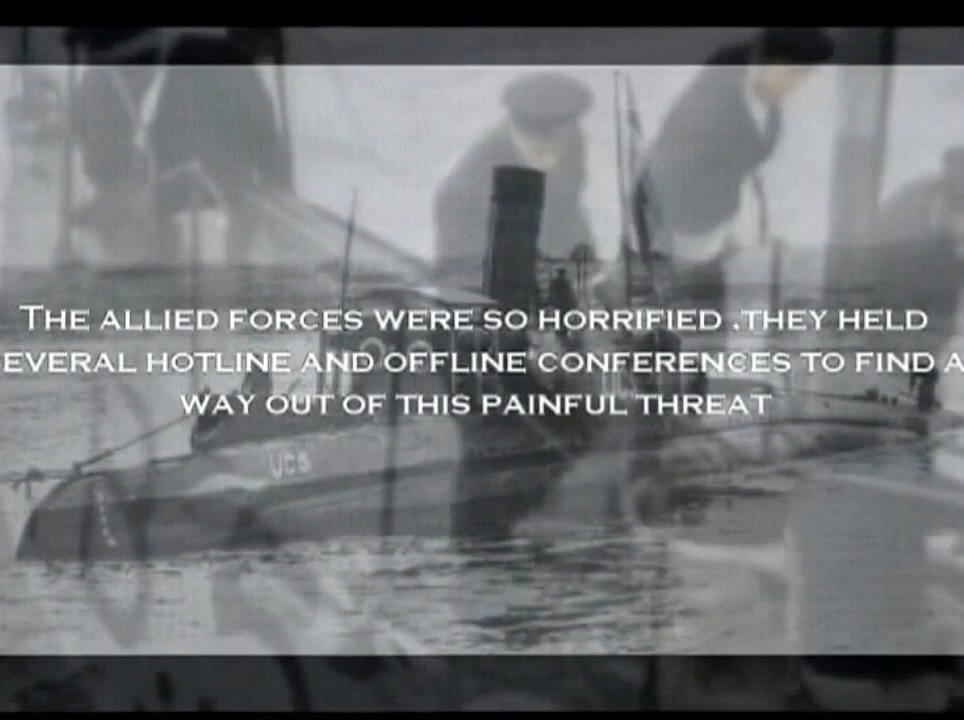 The allied forces were so horrified .they held
everal hotline and offline conferences to find a
way out of this painful threat
UC5